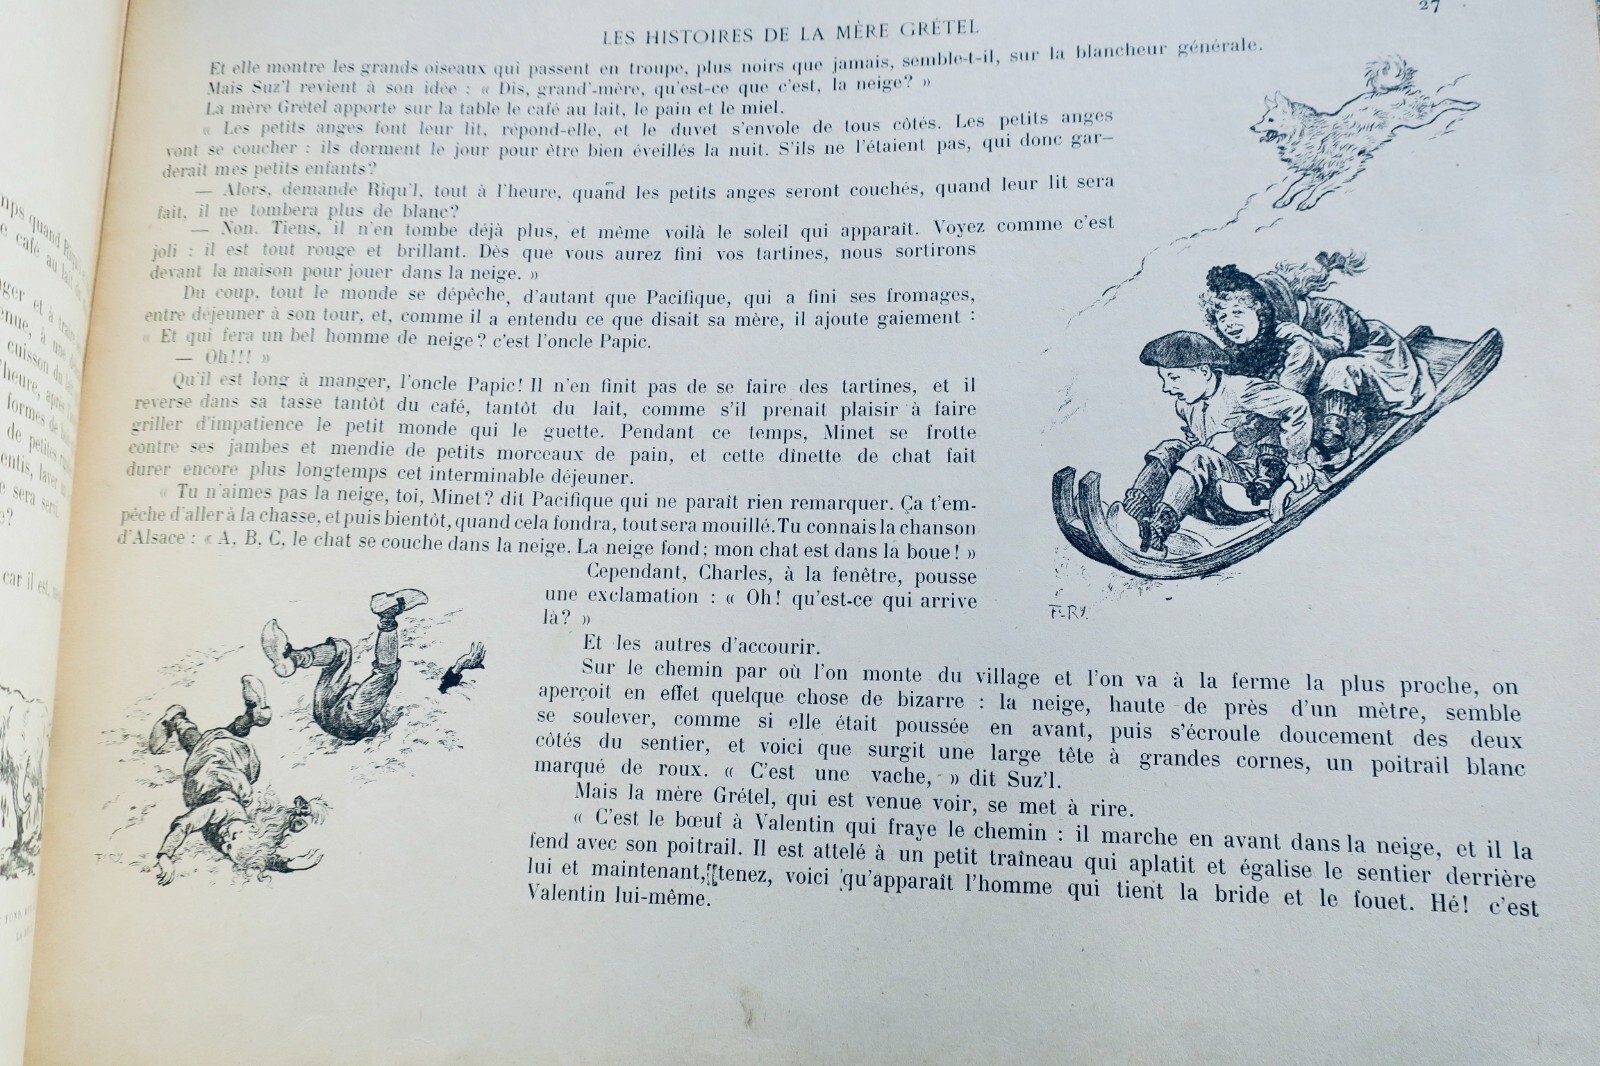 27
LES HISTOIRES DE LA MÈRE GRÉTEL
Et elle montre les grands oiseaux qui passent en troupe, plus noirs que jamais, semble-t-il, sur la blancheur générale.
Mais Suz'l revient à son idée : « Dis, grand'-mère, qu'est-ce que c'est, la neige? »
La mère Grétel apporte sur la table le café au lait, le pain et le miel.
« Les petits anges font leur lit, répond-elle, et le duvet s'envole de tous côtés. Les petits anges
vont se coucher : ils dorment le jour pour être bien éveillés la nuit. S'ils ne l'étaient pas, qui donc gar–
derait mes petits enfants?
— Alors, demande Riqu'l, tout à l'heure, quand les petits anges seront couchés, quand leur lit sera
fait, il ne tombera plus de blanc?
— Non. Tiens, il n'en tombe déjà plus, et même voilà le soleil qui apparaît. Voyez comme c'est
joli : il est tout rouge et brillant. Dès que vous aurez fini vos tartines, nous sortirons
devant la maison pour jouer dans la neige. »
Du coup, tout le monde se dépêche, d'autant que Pacifique, qui a fini ses fromages,
entre déjeuner à son tour, et, comme il a entendu ce que disait sa mère, il ajoute gaiement :
« Et qui fera un bel homme de neige? c'est l'oncle Papic.
— Oh!!! »
Qu'il est long à manger, l'oncle Papic! Il n'en finit pas de se faire des tartines, et il
reverse dans sa tasse tantôt du café, tantôt du lait, comme s'il prenait plaisir à faire
griller d'impatience le petit monde qui le guette. Pendant ce temps, Minet se frotte
contre ses jambes et mendie de petits morceaux de pain, et cette dînette de chat fait
durer encore plus longtemps cet interminable déjeuner.
« Tu n'aimes pas la neige, toi, Minet? dit Pacifique qui ne paraît rien remarquer. Ça t'em-
pêche d'aller à la chasse, et puis bientôt, quand cela fondra, tout sera mouillé. Tu connais la chanson
d'Alsace : « A, B, C, le chat se couche dans la neige. La neige fond; mon chat est dans la boue! »
Cependant, Charles, à la fenêtre, pousse
une exclamation : « Oh! qu'est-ce qui arrive
là? »
Et les autres d'accourir.
Sur le chemin par où l'on monte du village et l'on va à la ferme la plus proche, on
aperçoit en effet quelque chose de bizarre : la neige, haute de près d'un mètre, semble
se soulever, comme si elle était poussée en avant, puis s'écroule doucement des deux
côtés du sentier, et voici que surgit une large tête à grandes cornes, un poitrail blanc
marqué de roux. « C'est une vache, » dit Suz'l.
Mais la mère Grétel, qui est venue voir, se met à rire.
« C'est le bœuf à Valentin qui fraye le chemin : il marche en avant dans la neige, et il la
fend avec son poitrail. Il est attelé à un petit traîneau qui aplatit et égalise le sentier derrière
lui et maintenant, tenez, voici qu'apparaît l'homme qui tient la bride et le fouet. Hé! c'est
Valentin lui-même.